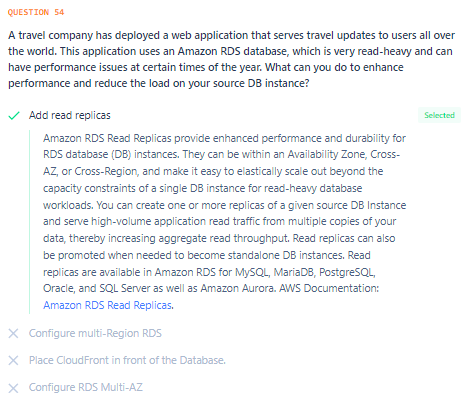 QUESTION 54
A travel company has deployed a web application that serves travel updates to users all over
the world. This application uses an Amazon RDS database, which is very read-heavy and can
have performance issues at certain times of the year. What can you do to enhance
performance and reduce the load on your source DB instance?
Add read replicas
Selected
Amazon RDS Read Replicas provide enhanced performance and durability for
RDS database (DB) instances. They can be within an Availability Zone, Cross-
AZ, or Cross-Region, and make it easy to elastically scale out beyond the
capacity constraints of a single DB instance for read-heavy database
workloads. You can create one or more replicas of a given source DB Instance
and serve high-volume application read traffic from multiple copies of your
data, thereby increasing aggregate read throughput. Read replicas can also
be promoted when needed to become standalone DB instances. Read
replicas are available in Amazon RDS for MySQL, MariaDB, PostgreSQL,
Oracle, and SQL Server as well as Amazon Aurora. AWS Documentation:
Amazon RDS Read Replicas.
Configure multi-Region RDS
Place CloudFront in front of the Database.
Configure RDS Multi-AZ